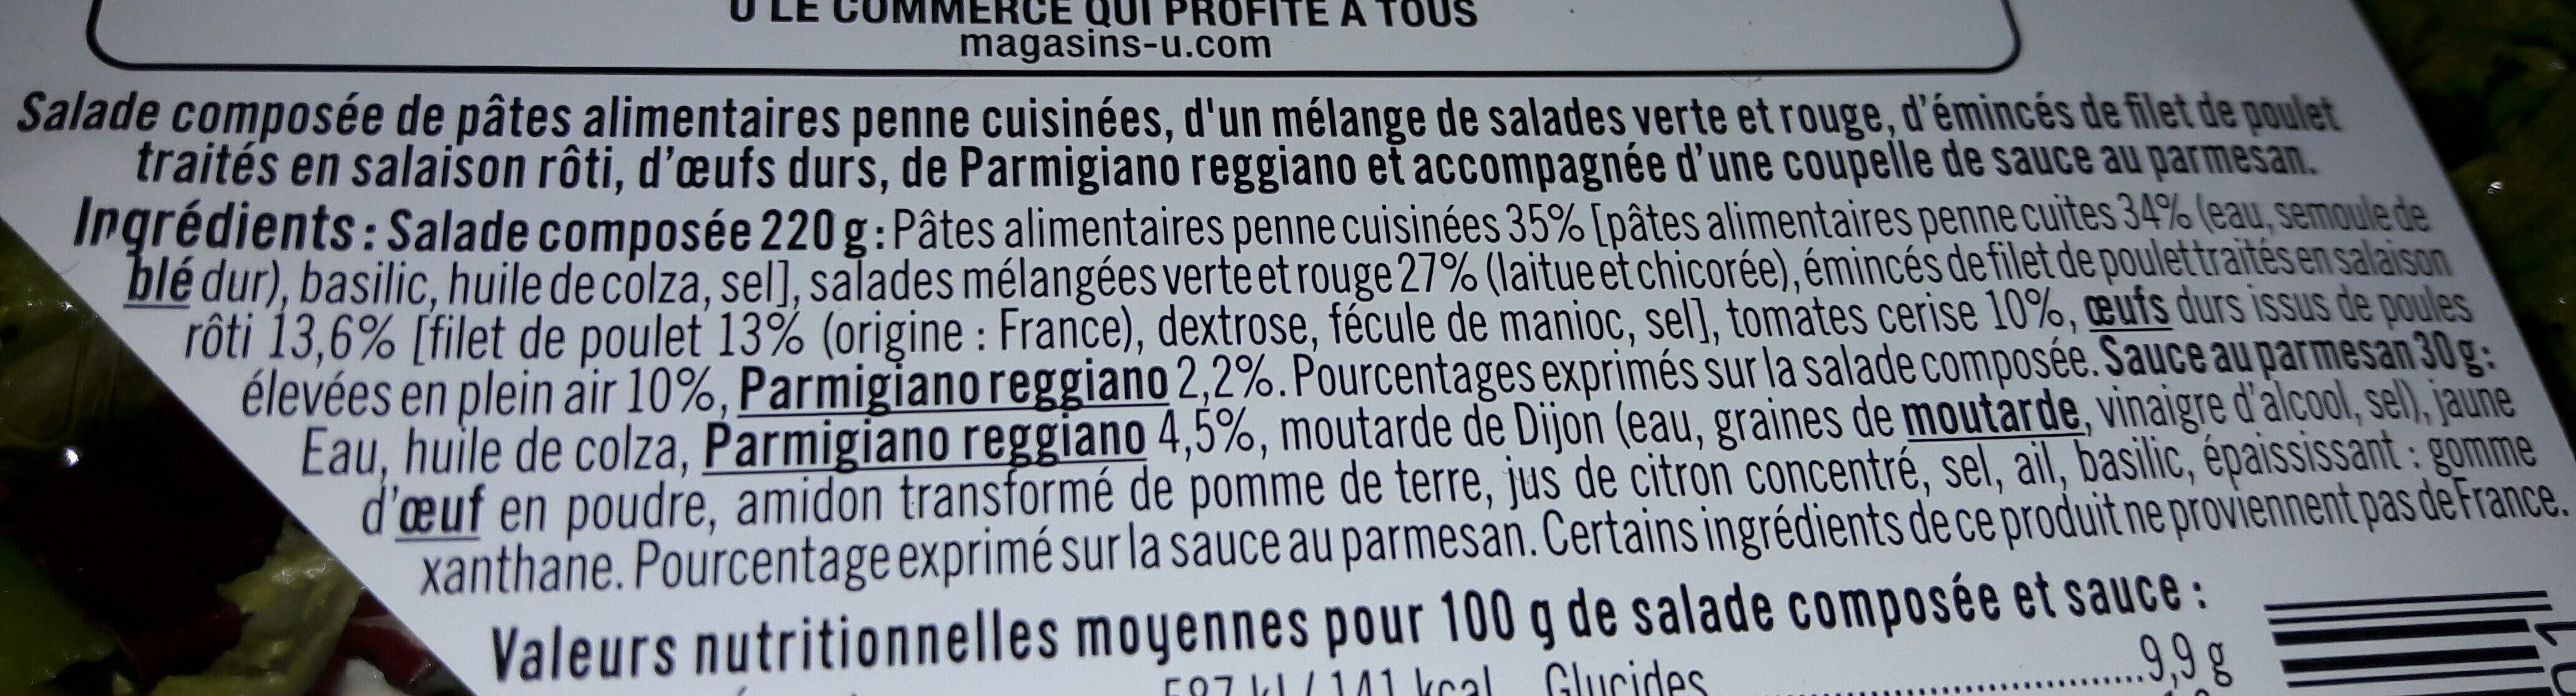 U LE COMMERCE QUI PROFITE À TOUS
magasins-u.com
Salade composée de pâtes alimentaires penne cuisinées, d'un mélange de salades verte et rouge, d'émincés de filet de poulet
traités en salaison rôti, d'œufs durs, de Parmigiano reggiano et accompagnée d'une coupelle de sauce au parmesan.
Ingrédients : Salade composée 220 g : Pâtes alimentaires penne cuisinées 35% [pâtes alimentaires penne cuites 34% (eau, semoule de
blé dur), basilic, huile de colza, sel], salades mélangées verte et rouge 27% (laitue et chicorée), émincés de filet de poulet traités en salaison
rôti 13,6% [filet de poulet 13% (origine : France), dextrose, fécule de manioc, sel], tomates cerise 10%, œufs durs issus de poules
élevées en plein air 10%, Parmigiano reggiano 2,2%. Pourcentages exprimés sur la salade composée. Sauce au parmesan 30 g :
Eau, huile de colza, Parmigiano reggiano 4,5%, moutarde de Dijon (eau, graines de moutarde, vinaigre d'alcool, sel), jaune
d'œuf en poudre, amidon transformé de pomme de terre, jus de citron concentré, sel, ail, basilic, épaississant : gomme
xanthane. Pourcentage exprimé sur la sauce au parmesan. Certains ingrédients de ce produit ne proviennent pas de France.
Valeurs nutritionnelles moyennes pour 100 g de salade composée et sauce :
587 kJ / 141 kcal Glucides ........................ 9,9 g